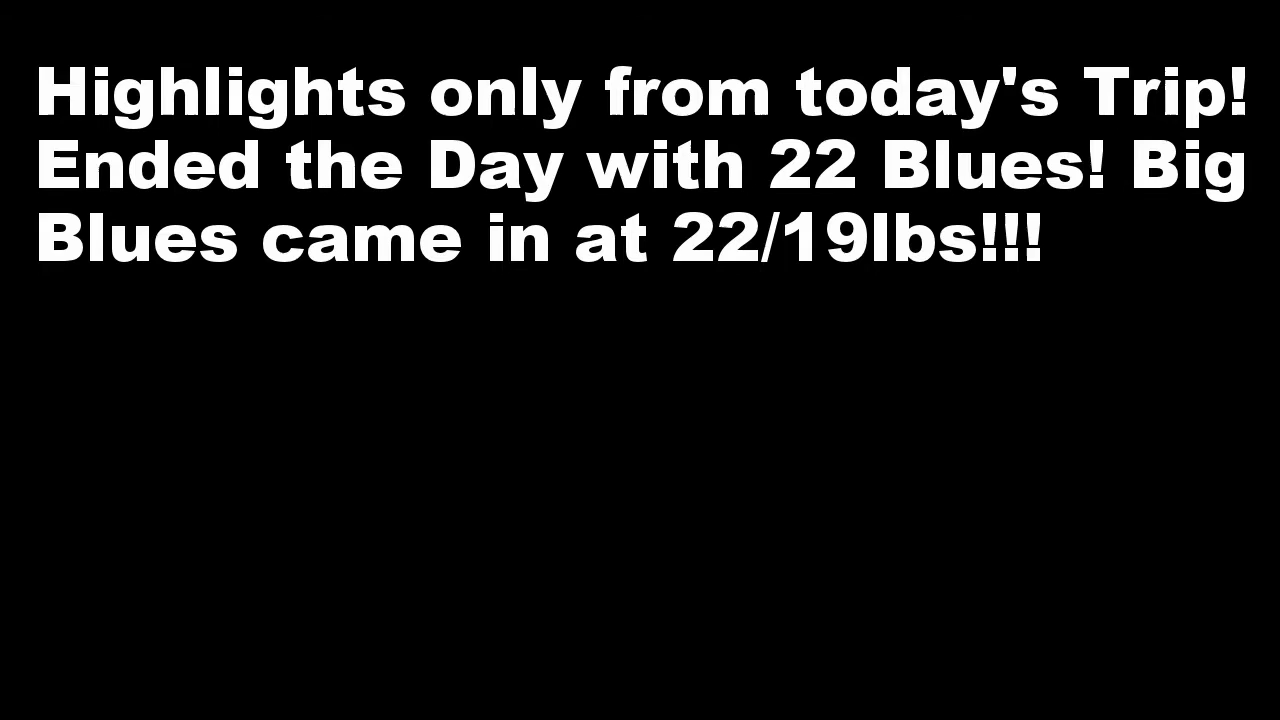 Highlights only from today's Trip!
Ended the Day with 22 Blues! Big
Blues came in at 22/19lbs!!!